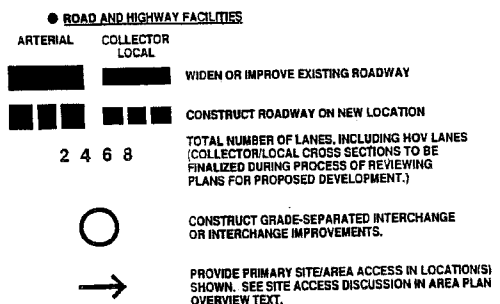 ● ROAD AND HIGHWAY FACILITIES
ARTERIAL COLLECTOR
LOCAL
WIDEN OR IMPROVE EXISTING ROADWAY
CONSTRUCT ROADWAY ON NEW LOCATION
TOTAL NUMBER OF LANES, INCLUDING HOV LANES
2 4 6 8 (COLLECTOR/LOCAL CROSS SECTIONS TO BE
FINALIZED DURING PROCESS OF REVIEWING
PLANS FOR PROPOSED DEVELOPMENT.)
CONSTRUCT GRADE-SEPARATED INTERCHANGE
OR INTERCHANGE IMPROVEMENTS.
PROVIDE PRIMARY SITE/AREA ACCESS IN LOCATION(S)
SHOWN. SEE SITE ACCESS DISCUSSION IN AREA PLAN
OVERVIEW TEXT.